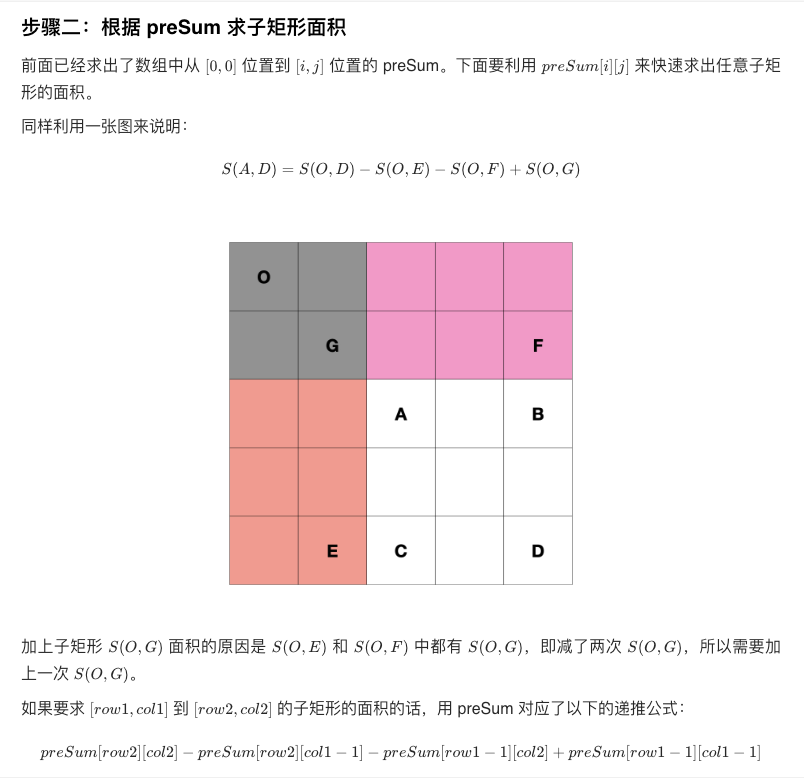 步骤二：根据 preSum 求子矩形面积
前面已经求出了数组中从 [0,0] 位置到 [i,j] 位置的 preSum。下面要利用 preSum[i][j] 来快速求出任意子矩
形的面积。
同样利用一张图来说明：
S(A,D) = S(O,D) − S(O,E) − S(O,F) + S(O,G)
O
G F
A B
E C D
加上子矩形 S(O,G) 面积的原因是 S(O,E) 和 S(O,F) 中都有 S(O,G)，即减了两次 S(O,G)，所以需要加
上一次 S(O,G)。
如果要求 [row1,col1] 到 [row2,col2] 的子矩形的面积的话，用 preSum 对应了以下的递推公式：
preSum[row2][col2] − preSum[row2][col1 − 1] − preSum[row1 − 1][col2] + preSum[row1 − 1][col1 − 1]